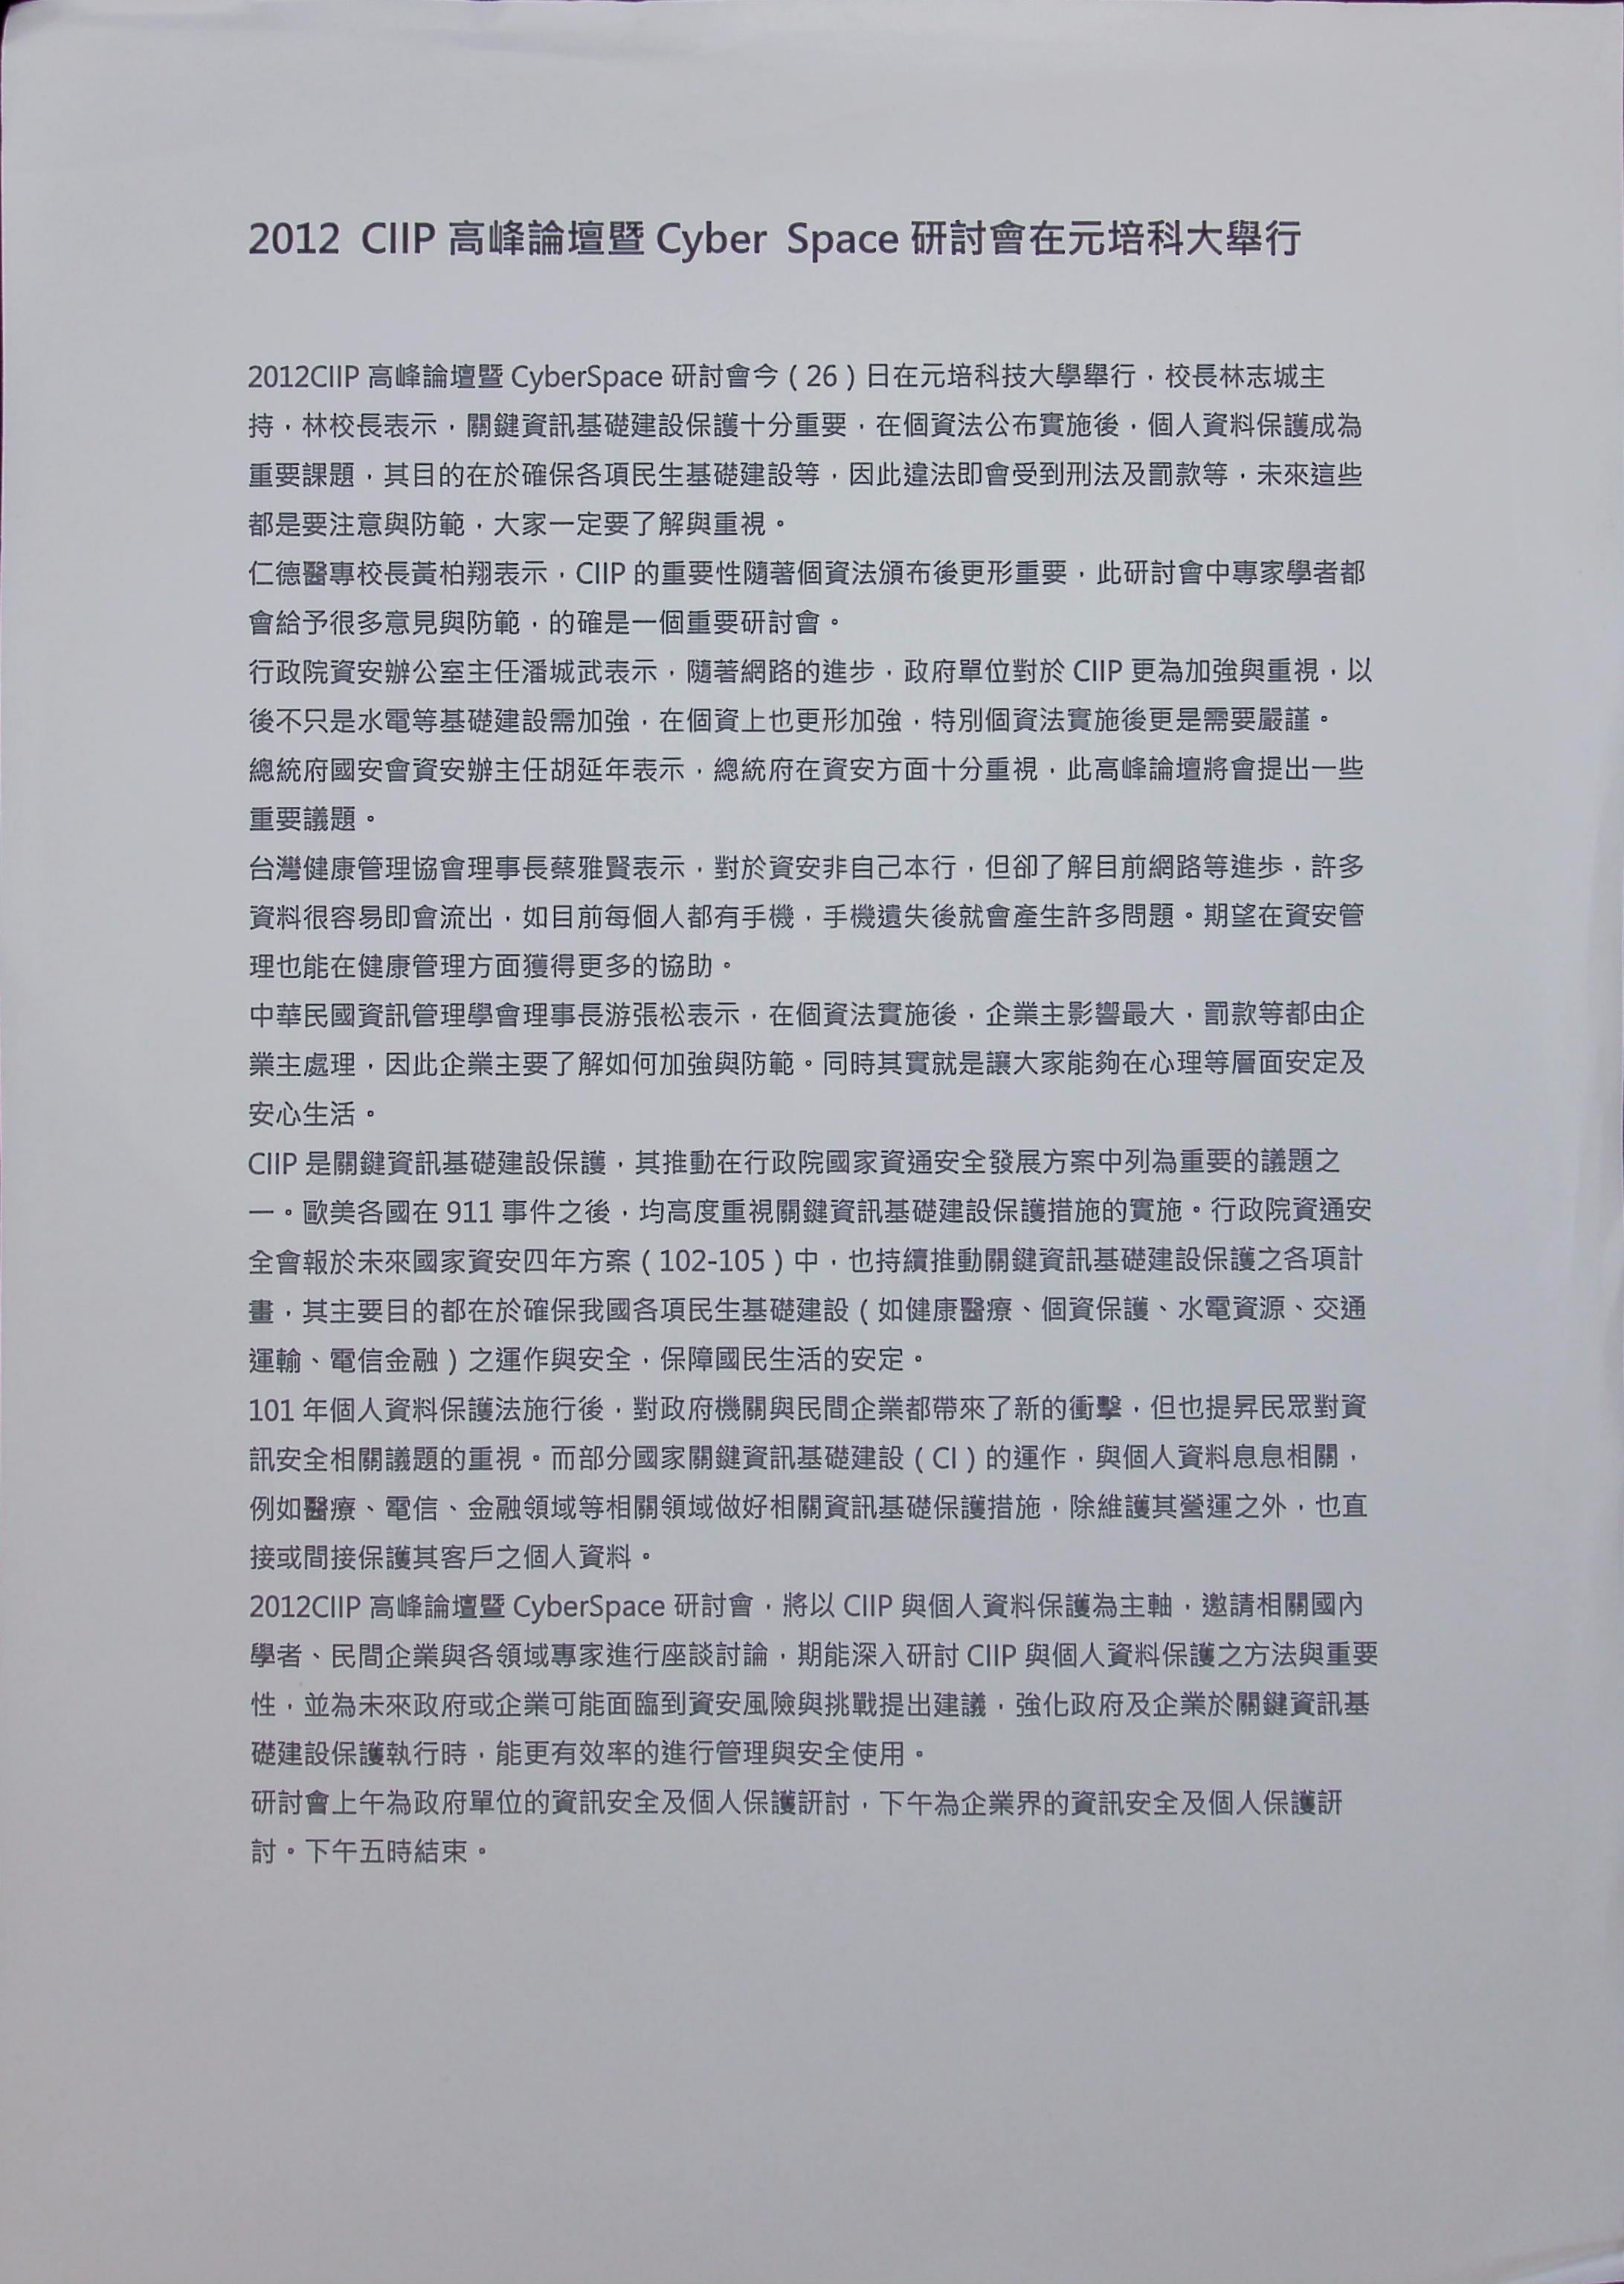 2012 CIIP 高峰論壇暨 Cyber Space 研討會在元培科大舉行
2012CIIP 高峰論壇暨 CyberSpace 研討會今（26）日在元培科技大學舉行，校長林志城主
持，林校長表示，關鍵資訊基礎建設保護十分重要，在個資法公布實施後，個人資料保護成為
重要課題，其目的在於確保各項民生基礎建設等，因此違法即會受到刑法及罰款等，未來這些
都是要注意與防範，大家一定要了解與重視。
仁德醫專校長黃柏翔表示，CIIP 的重要性隨著個資法頒布後更形重要，此研討會中專家學者都
會給予很多意見與防範，的確是一個重要研討會。
行政院資安辦公室主任潘城武表示，隨著網路的進步，政府單位對於 CIIP 更為加強與重視，以
後不只是水電等基礎建設需加強，在個資上也更形加強，特別個資法實施後更是需要嚴謹。
總統府國安會資安辦主任胡延年表示，總統府在資安方面十分重視，此高峰論壇將會提出一些
重要議題。
台灣健康管理協會理事長蔡雅賢表示，對於資安非自己本行，但卻了解目前網路等進步，許多
資料很容易即會流出，如目前每個人都有手機，手機遺失後就會產生許多問題。期望在資安管
理也能在健康管理方面獲得更多的協助。
中華民國資訊管理學會理事長游張松表示，在個資法實施後，企業主影響最大，罰款等都由企
業主處理，因此企業主要了解如何加強與防範。同時其實就是讓大家能夠在心理等層面安定及
安心生活。
CIIP 是關鍵資訊基礎建設保護，其推動在行政院國家資通安全發展方案中列為重要的議題之
一。歐美各國在 911 事件之後，均高度重視關鍵資訊基礎建設保護措施的實施。行政院資通安
全會報於未來國家資安四年方案（102-105）中，也持續推動關鍵資訊基礎建設保護之各項計
畫，其主要目的都在於確保我國各項民生基礎建設（如健康醫療、個資保護、水電資源、交通
運輸、電信金融）之運作與安全，保障國民生活的安定。
101 年個人資料保護法施行後，對政府機關與民間企業都帶來了新的衝擊，但也提昇民眾對資
訊安全相關議題的重視。而部分國家關鍵資訊基礎建設（CI）的運作，與個人資料息息相關，
例如醫療、電信、金融領域等相關領域做好相關資訊基礎保護措施，除維護其營運之外，也直
接或間接保護其客戶之個人資料。
2012CIIP 高峰論壇暨 CyberSpace 研討會，將以 CIIP 與個人資料保護為主軸，邀請相關國內
學者、民間企業與各領域專家進行座談討論，期能深入研討 CIIP 與個人資料保護之方法與重要
性，並為未來政府或企業可能面臨到資安風險與挑戰提出建議，強化政府及企業於關鍵資訊基
礎建設保護執行時，能更有效率的進行管理與安全使用。
研討會上午為政府單位的資訊安全及個人保護訮討，下午為企業界的資訊安全及個人保護訮
討。下午五時結束。